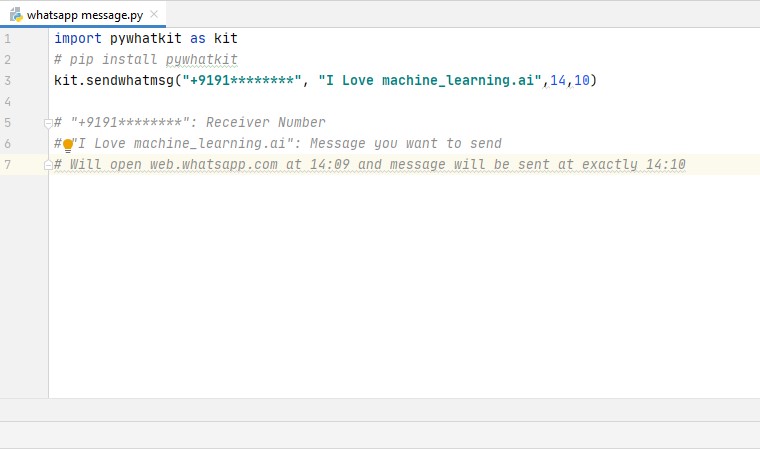 whatsapp message.py
1 import pywhatkit as kit
2 # pip install pywhatkit
3 kit.sendwhatmsg("+9191********", "I Love machine_learning.ai",14,10)
4
5 # "+9191********": Receiver Number
6 # "I Love machine_learning.ai": Message you want to send
7 # Will open web.whatsapp.com at 14:09 and message will be sent at exactly 14:10